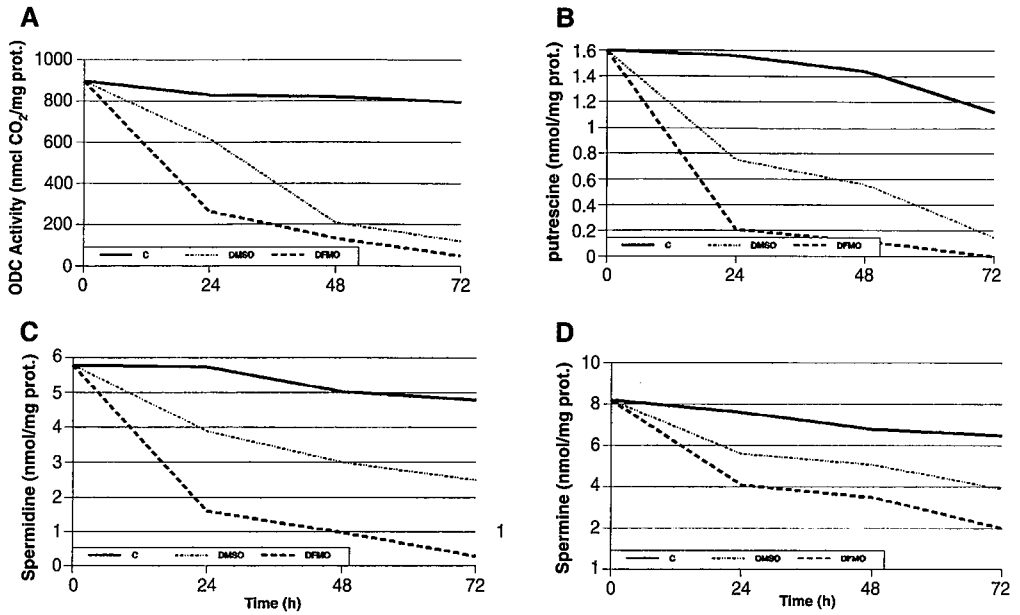 A
ODC Activity (nmcl CO2/mg prot.)
1000
800
600
400
200
0
C DMSO DFMO
0 24 48 72
B
putrescine (nmol/mg prot.)
1.6
1.4
1.2
1
0.8
0.6
0.4
0.2
0
C DMSO DFMO
0 24 48 72
C
Spermidine (nmol/mg prot.)
6
5
4
3
2
1
0
C DMSO DFMO
0 24 48 72
Time (h)
1
D
Spermine (nmol/mg prot.)
10
8
6
4
2
1
C DMSO DFMO
0 24 48 72
Time (h)